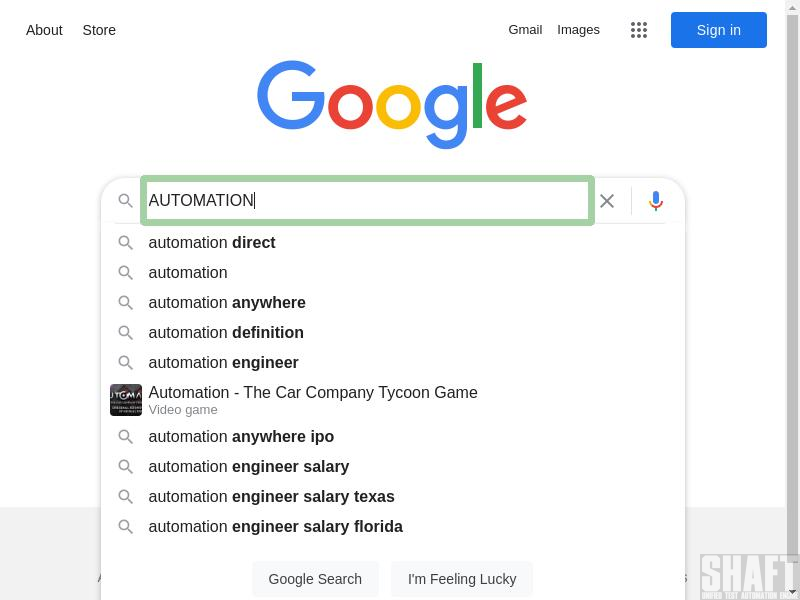 About Store Gmail Images Sign in
Google
AUTOMATION
automation direct
automation
automation anywhere
automation definition
automation engineer
Automation - The Car Company Tycoon Game
Video game
automation anywhere ipo
automation engineer salary
automation engineer salary texas
automation engineer salary florida
Google Search I'm Feeling Lucky
SHAFT